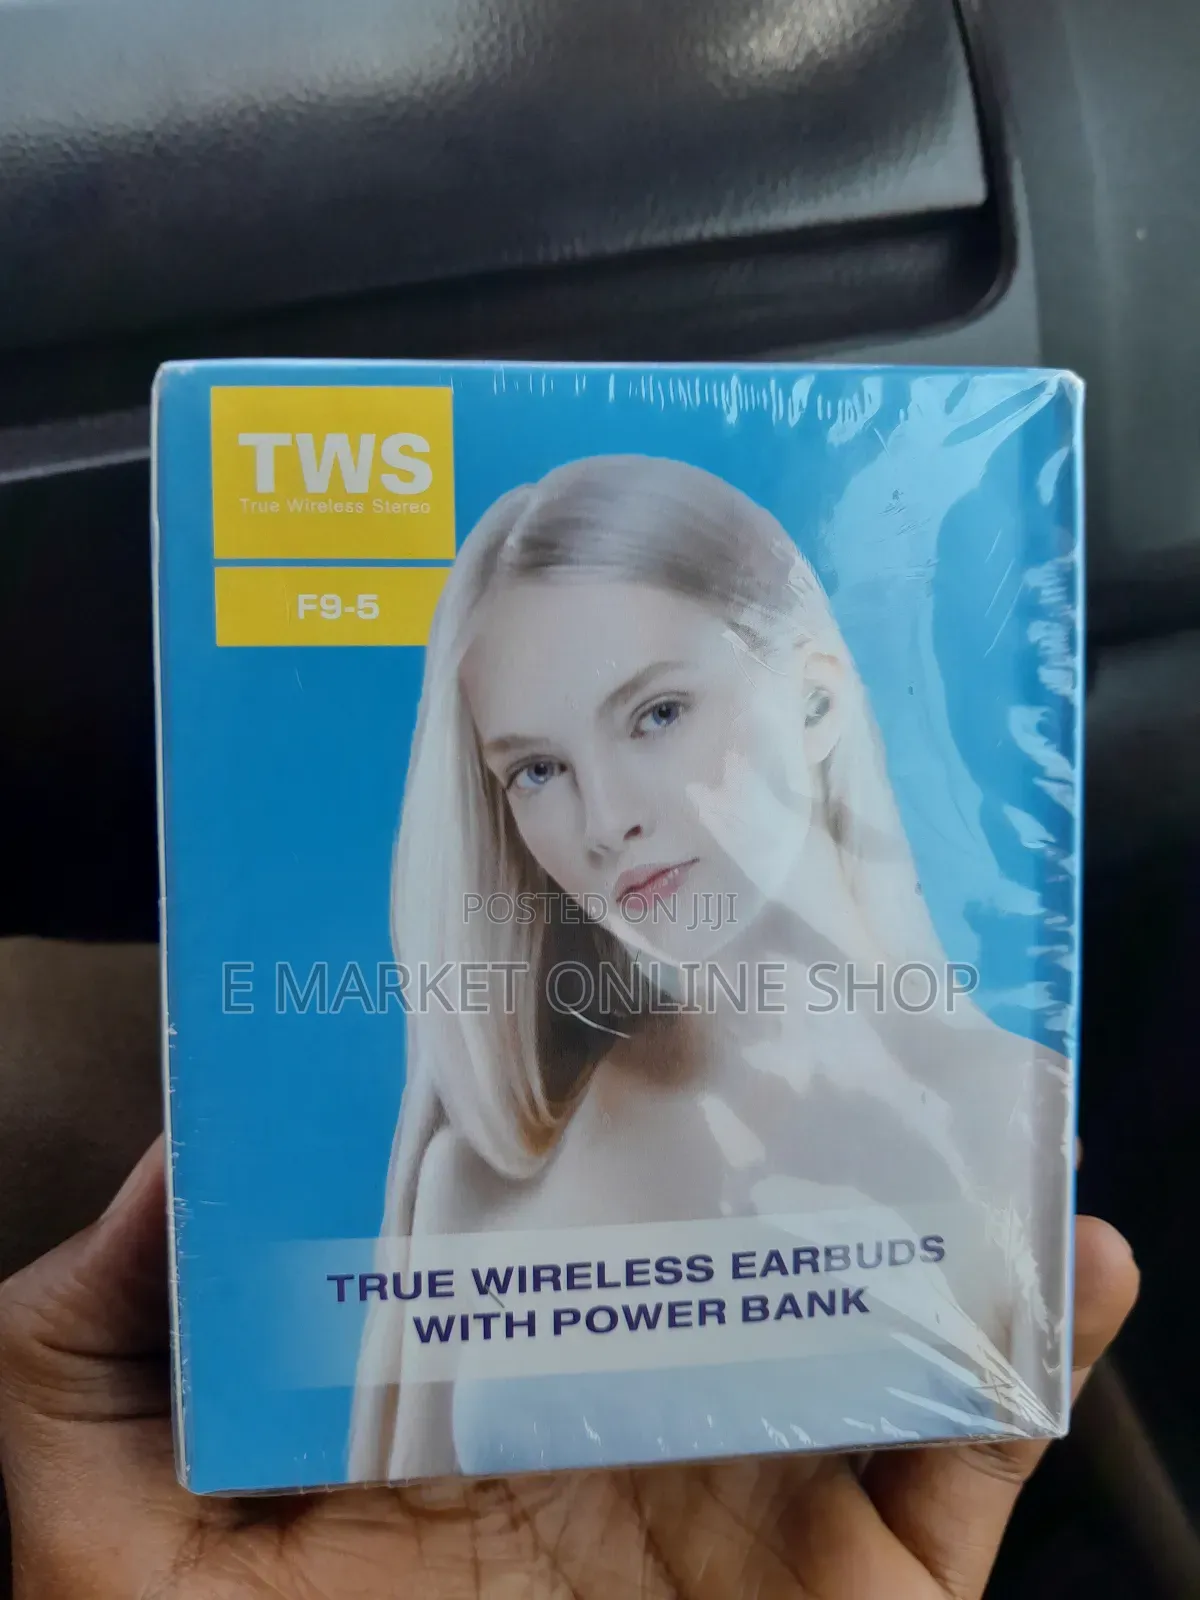 TWS
True Wireless Stereo
F9-5
POSTED ON JIJI
E MARKET ONLINE SHOP
TRUE WIRELESS EARBUDS
WITH POWER BANK